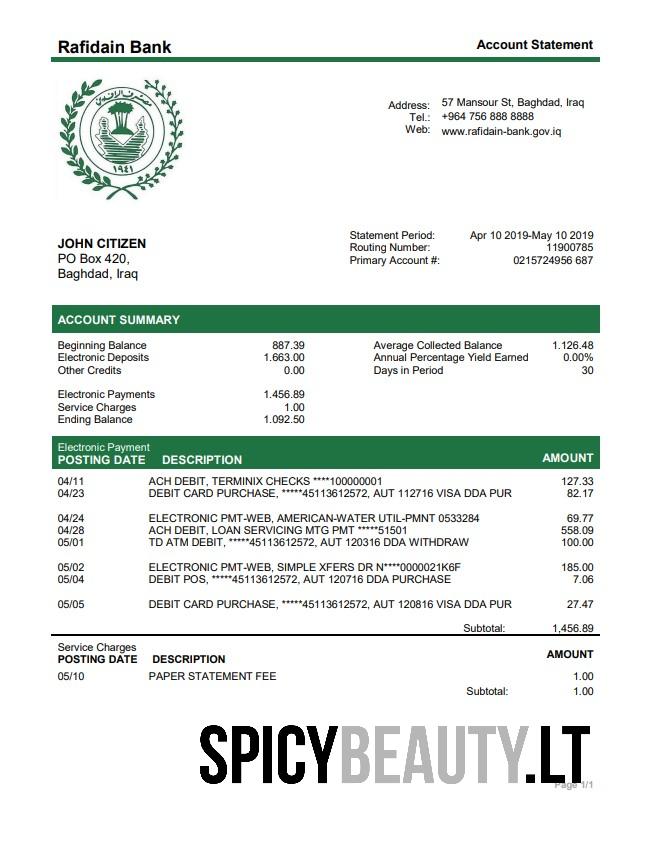 Rafidain Bank
Account Statement
مصرف الرافدين
١٩٤١
Address: 57 Mansour St, Baghdad, Iraq
Tel.: +964 756 888 8888
Web: www.rafidain-bank.gov.iq
JOHN CITIZEN
PO Box 420,
Baghdad, Iraq
Statement Period: Apr 10 2019-May 10 2019
Routing Number: 11900785
Primary Account #: 0215724956 687
ACCOUNT SUMMARY
Beginning Balance 887.39 Average Collected Balance 1.126.48
Electronic Deposits 1.663.00 Annual Percentage Yield Earned 0.00%
Other Credits 0.00 Days in Period 30
Electronic Payments 1.456.89
Service Charges 1.00
Ending Balance 1.092.50
Electronic Payment
POSTING DATE DESCRIPTION AMOUNT
04/11 ACH DEBIT, TERMINIX CHECKS ****100000001 127.33
04/23 DEBIT CARD PURCHASE, *****45113612572, AUT 112716 VISA DDA PUR 82.17
04/24 ELECTRONIC PMT-WEB, AMERICAN-WATER UTIL-PMNT 0533284 69.77
04/28 ACH DEBIT, LOAN SERVICING MTG PMT *****51501 558.09
05/01 TD ATM DEBIT, *****45113612572, AUT 120316 DDA WITHDRAW 100.00
05/02 ELECTRONIC PMT-WEB, SIMPLE XFERS DR N****0000021K6F 185.00
05/04 DEBIT POS, *****45113612572, AUT 120716 DDA PURCHASE 7.06
05/05 DEBIT CARD PURCHASE, *****45113612572, AUT 120816 VISA DDA PUR 27.47
Subtotal: 1,456.89
Service Charges
POSTING DATE DESCRIPTION AMOUNT
05/10 PAPER STATEMENT FEE 1.00
Subtotal: 1.00
SPICYBEAUTY.LT
Page 1/1